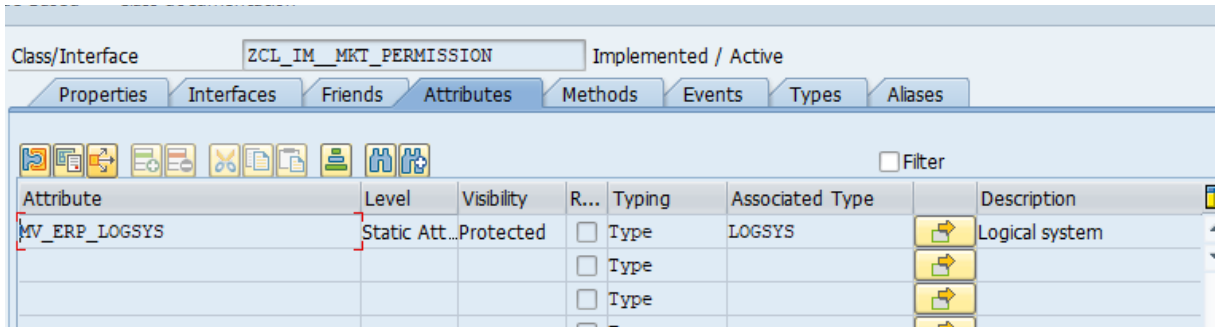 Class/Interface ZCL_IM__MKT_PERMISSION Implemented / Active
Properties Interfaces Friends Attributes Methods Events Types Aliases
Filter
Attribute Level Visibility R... Typing Associated Type Description
MV_ERP_LOGSYS Static Att... Protected Type LOGSYS Logical system
Type
Type